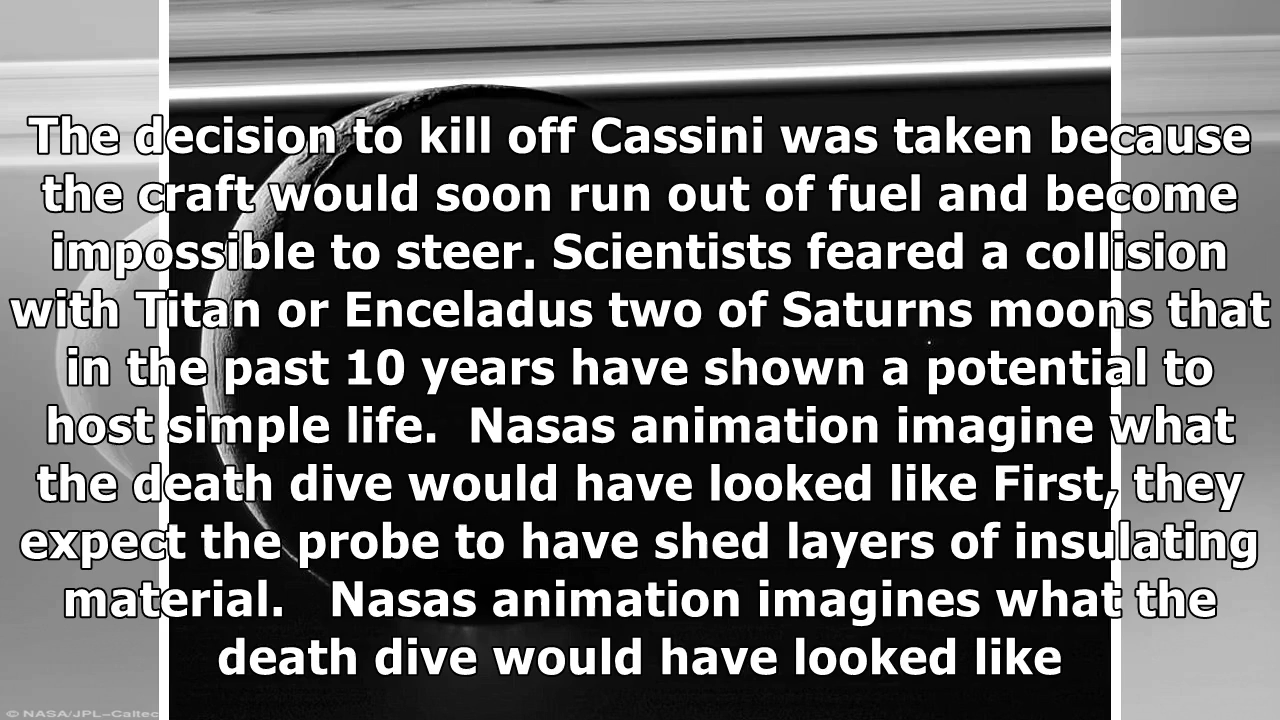 The decision to kill off Cassini was taken because
the craft would soon run out of fuel and become
impossible to steer. Scientists feared a collision
with Titan or Enceladus two of Saturns moons that
in the past 10 years have shown a potential to
host simple life.  Nasas animation imagine what
the death dive would have looked like First, they
expect the probe to have shed layers of insulating
material.   Nasas animation imagines what the
death dive would have looked like
© NASA/JPL-Caltec